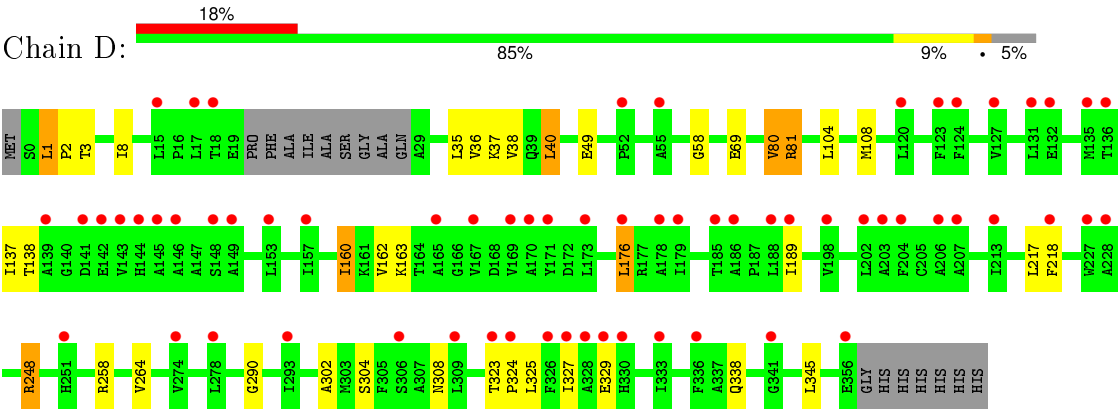 18%
Chain D:
85% 9% • 5%
MET S0 L1 P2 T3 I8 L15 P16 L17 T18 E19 PRO PHE ALA ILE ALA SER GLY ALA GLN A29 L35 V36 K37 V38 Q39 L40 E49 P52 A55 G58 E69 V80 R81 L104 M108 L120 F123 F124 V127 L131 E132 M135 T136
I137 T138 A139 G140 D141 E142 V143 H144 A145 A146 A147 S148 A149 L153 I157 I160 K161 V162 K163 T164 A165 G166 V167 D168 V169 A170 Y171 D172 L173 L176 R177 A178 I179 T185 A186 P187 L188 I189 V198 L202 A203 F204 C205 A206 A207 I213 L217 F218 W227 A228
R248 H251 R258 V264 V274 L278 G290 I293 A302 M303 S304 F305 S306 A307 N308 L309 T323 P324 L325 F326 I327 A328 E329 H330 I333 F336 A337 Q338 G341 L345 E356 GLY HIS HIS HIS HIS HIS HIS